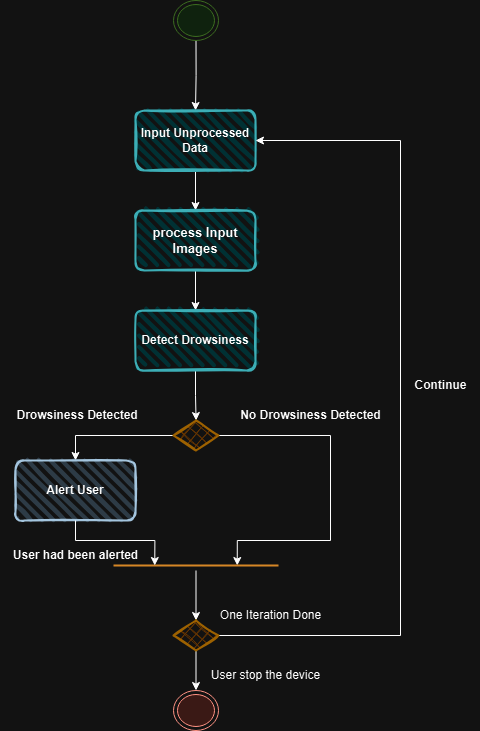 Input Unprocessed
Data
process Input
Images
Detect Drowsiness
Continue
Drowsiness Detected
No Drowsiness Detected
Alert User
User had been alerted
One Iteration Done
User stop the device